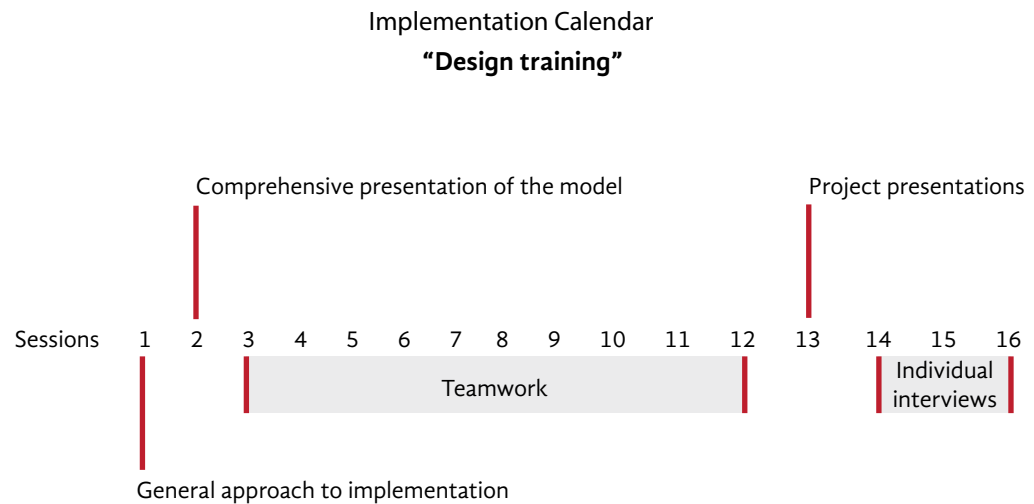 Implementation Calendar
“Design training”
Comprehensive presentation of the model
Project presentations
Sessions 1 2 3 4 5 6 7 8 9 10 11 12 13 14 15 16
Teamwork
Individual
interviews
General approach to implementation